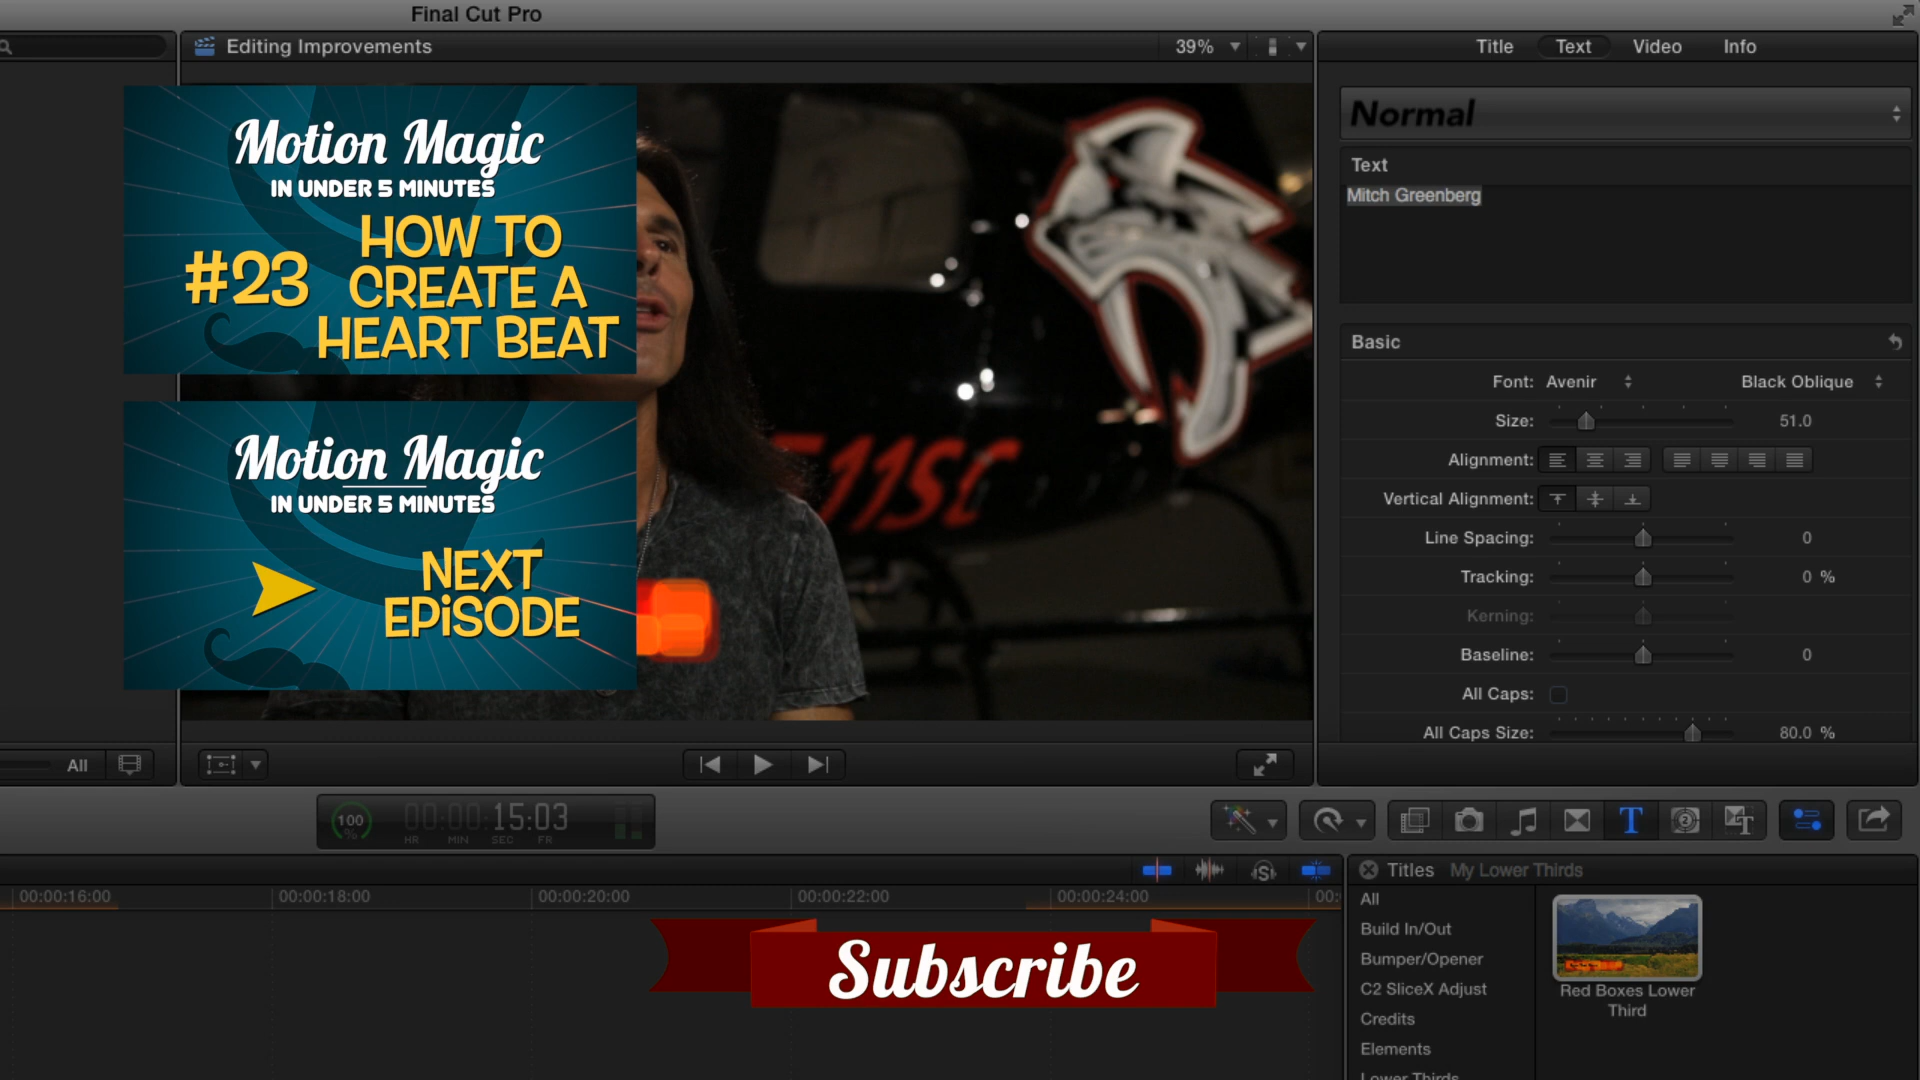 Final Cut Pro
Editing Improvements
39%
Title Text Video Info
Normal
Text
Mitch Greenberg
Basic
Font: Avenir Black Oblique
Size: 51.0
Alignment:
Vertical Alignment:
Line Spacing: 0
Tracking: 0 %
Kerning:
Baseline: 0
All Caps:
All Caps Size: 80.0 %
Motion Magic
IN UNDER 5 MINUTES
#23
HOW TO
CREATE A
HEART BEAT
Motion Magic
IN UNDER 5 MINUTES
NEXT
EPiSODE
11SC
All
100
%
00:00:15:03
HR MIN SEC FR
T
2
T
S
00:00:16:00 00:00:18:00 00:00:20:00 00:00:22:00 00:00:24:00 00:
Subscribe
Titles My Lower Thirds
All
Build In/Out
Bumper/Opener
C2 SliceX Adjust
Credits
Elements
Lower Thirds
Red Boxes Lower
Third